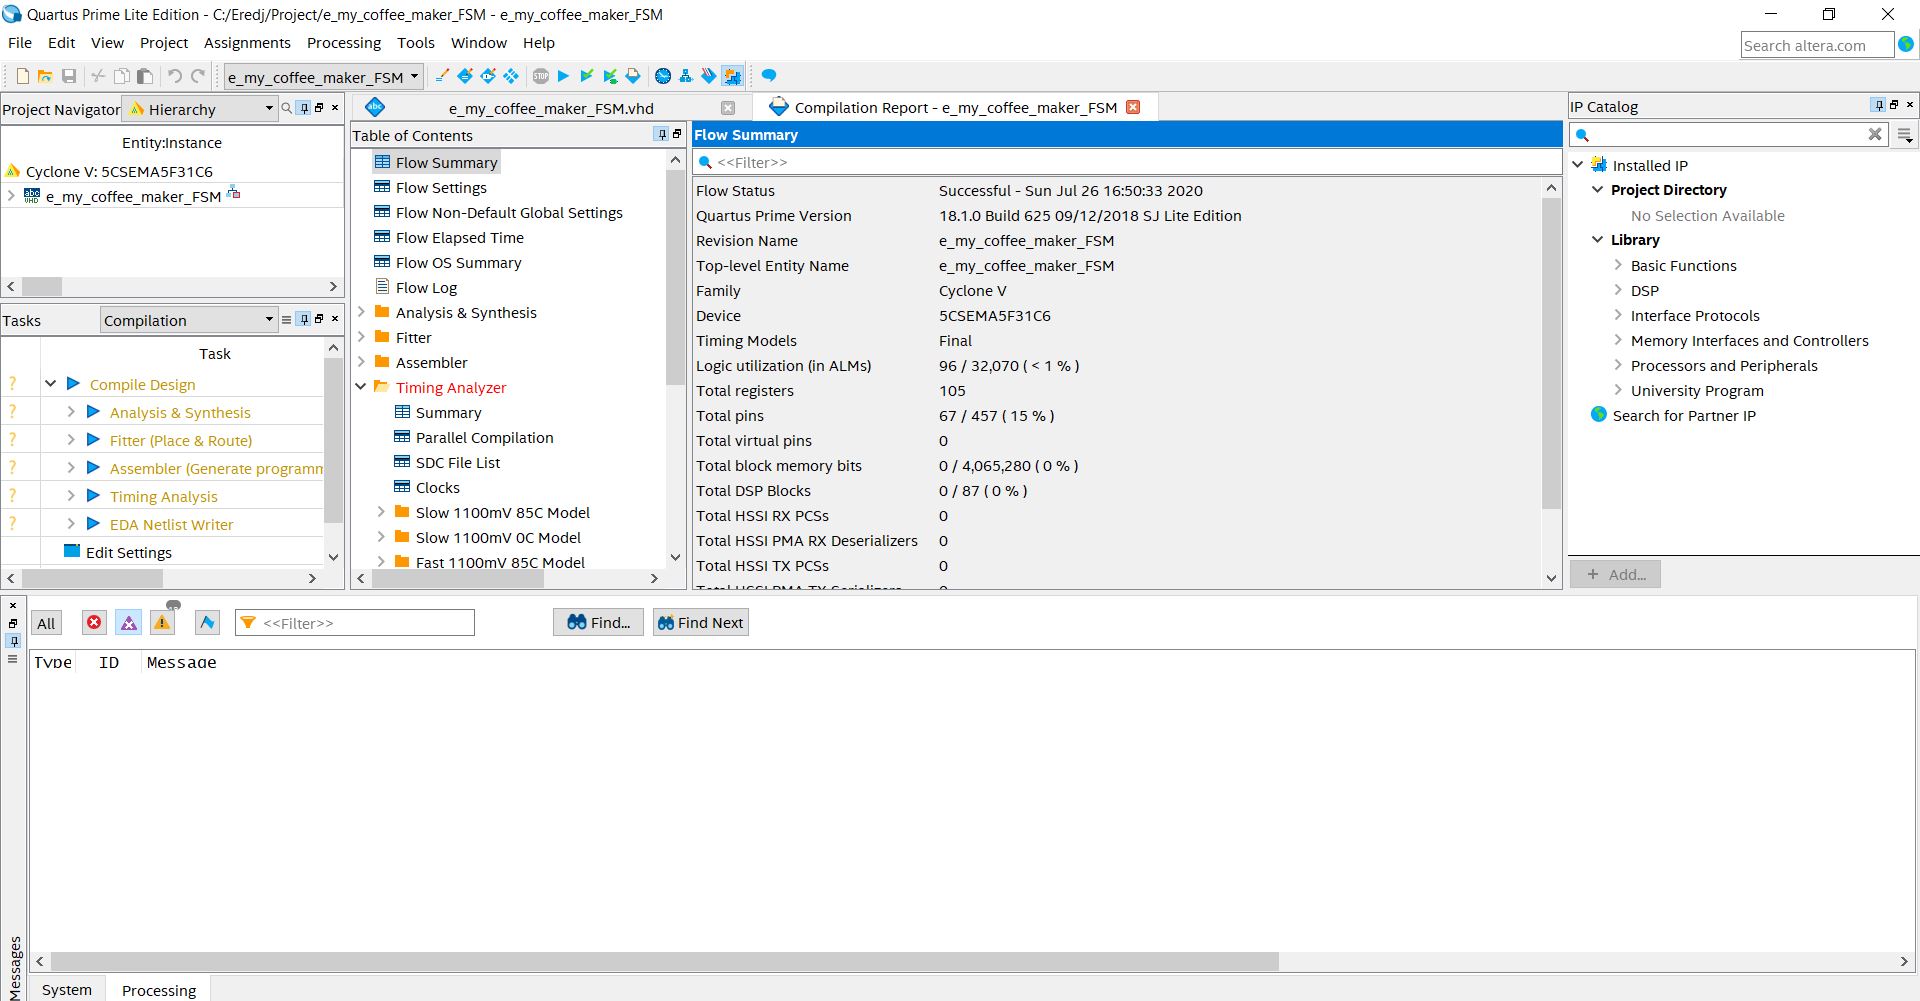 Quartus Prime Lite Edition - C:/Eredj/Project/e_my_coffee_maker_FSM - e_my_coffee_maker_FSM
File Edit View Project Assignments Processing Tools Window Help
Search altera.com
e_my_coffee_maker_FSM
Project Navigator Hierarchy
Entity:Instance
Cyclone V: 5CSEMA5F31C6
e_my_coffee_maker_FSM
Tasks Compilation
Task
Compile Design
Analysis & Synthesis
Fitter (Place & Route)
Assembler (Generate programm
Timing Analysis
EDA Netlist Writer
Edit Settings
e_my_coffee_maker_FSM.vhd
Compilation Report - e_my_coffee_maker_FSM
Table of Contents
Flow Summary
Flow Settings
Flow Non-Default Global Settings
Flow Elapsed Time
Flow OS Summary
Flow Log
Analysis & Synthesis
Fitter
Assembler
Timing Analyzer
Summary
Parallel Compilation
SDC File List
Clocks
Slow 1100mV 85C Model
Slow 1100mV 0C Model
Fast 1100mV 85C Model
Flow Summary
<<Filter>>
Flow Status Successful - Sun Jul 26 16:50:33 2020
Quartus Prime Version 18.1.0 Build 625 09/12/2018 SJ Lite Edition
Revision Name e_my_coffee_maker_FSM
Top-level Entity Name e_my_coffee_maker_FSM
Family Cyclone V
Device 5CSEMA5F31C6
Timing Models Final
Logic utilization (in ALMs) 96 / 32,070 ( < 1 % )
Total registers 105
Total pins 67 / 457 ( 15 % )
Total virtual pins 0
Total block memory bits 0 / 4,065,280 ( 0 % )
Total DSP Blocks 0 / 87 ( 0 % )
Total HSSI RX PCSs 0
Total HSSI PMA RX Deserializers 0
Total HSSI TX PCSs 0
Total HSSI PMA TX Serializers 0
IP Catalog
Installed IP
Project Directory
No Selection Available
Library
Basic Functions
DSP
Interface Protocols
Memory Interfaces and Controllers
Processors and Peripherals
University Program
Search for Partner IP
+ Add...
All
<<Filter>>
Find...
Find Next
Type ID Message
Messages
System Processing